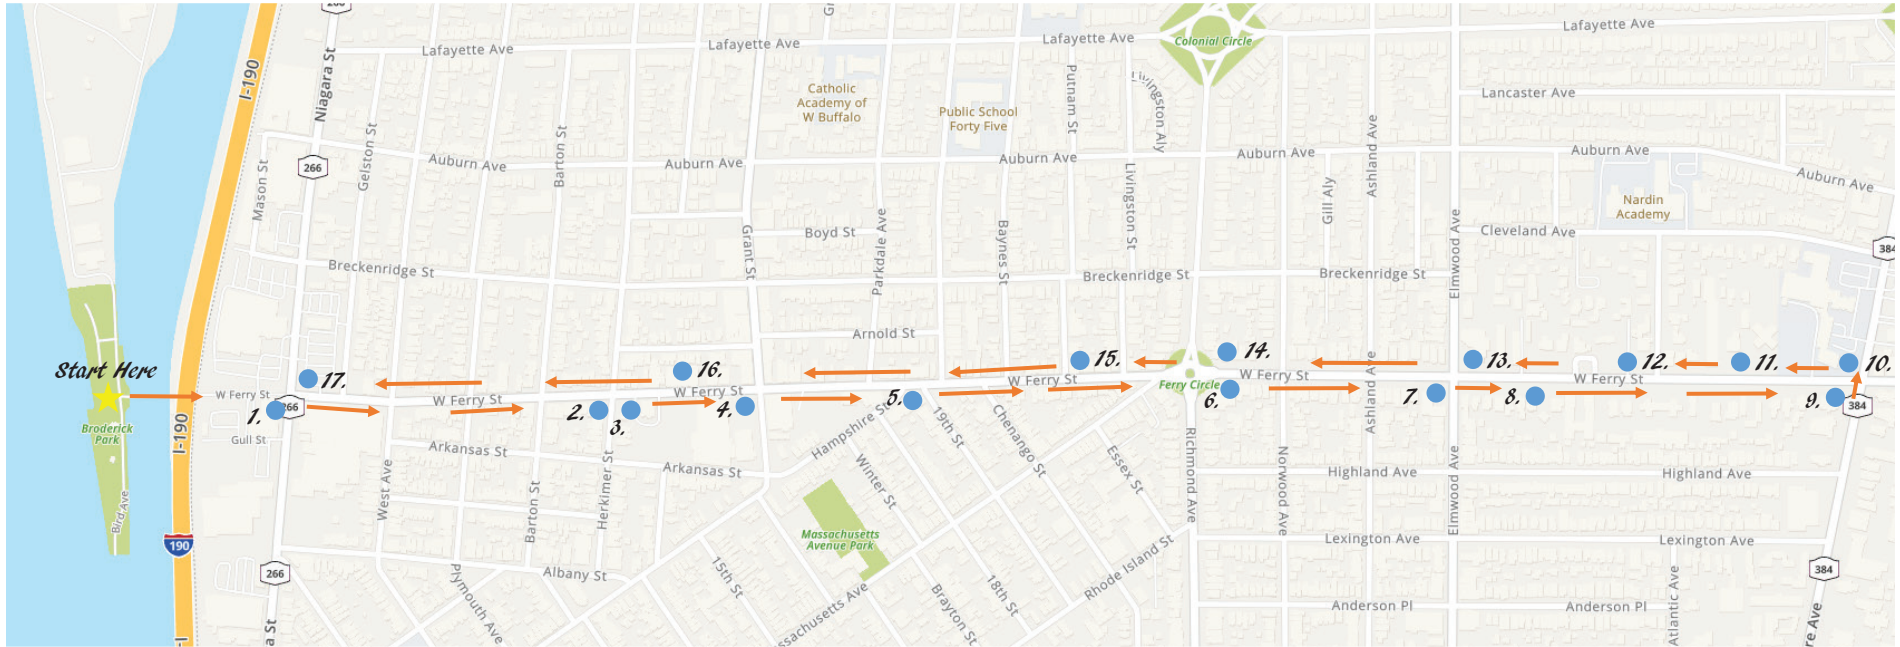 266
Lafayette Ave
Lafayette Ave
Lafayette Ave
Lafayette Ave
Colonial Circle
I-190
Niagara St
Catholic
Academy of
W Buffalo
Public School
Forty Five
Putnam St
Livingston Aly
Lancaster Ave
Ashland Ave
266
Mason St
Gelston St
Auburn Ave
Barton St
Auburn Ave
Auburn Ave
Auburn Ave
Auburn Ave
Auburn Ave
Livingston St
Gill Aly
Nardin
Academy
Breckenridge St
Grant St
Boyd St
Parkdale Ave
Baynes St
Breckenridge St
Breckenridge St
Elmwood Ave
Cleveland Ave
384
Arnold St
Start Here
17.
16.
15.
14.
13.
12.
11.
10.
W Ferry St
W Ferry St
W Ferry St
W Ferry St
Ferry Circle
W Ferry St
W Ferry St
1.
266
2.
3.
4.
5.
6.
7.
8.
9.
384
Broderick
Park
I-190
Gull St
Arkansas St
Arkansas St
Hampshire St
19th St
Chenango St
Essex St
Richmond Ave
Norwood Ave
Ashland Ave
Elmwood Ave
Highland Ave
Highland Ave
Bird Ave
West Ave
Barton St
Herkimer St
Winter St
Massachusetts
Avenue Park
190
266
Lexington Ave
Lexington Ave
384
Plymouth Ave
Albany St
15th St
Massachusetts Ave
Brayton St
18th St
Rhode Island St
Anderson Pl
Anderson Pl
Atlantic Ave